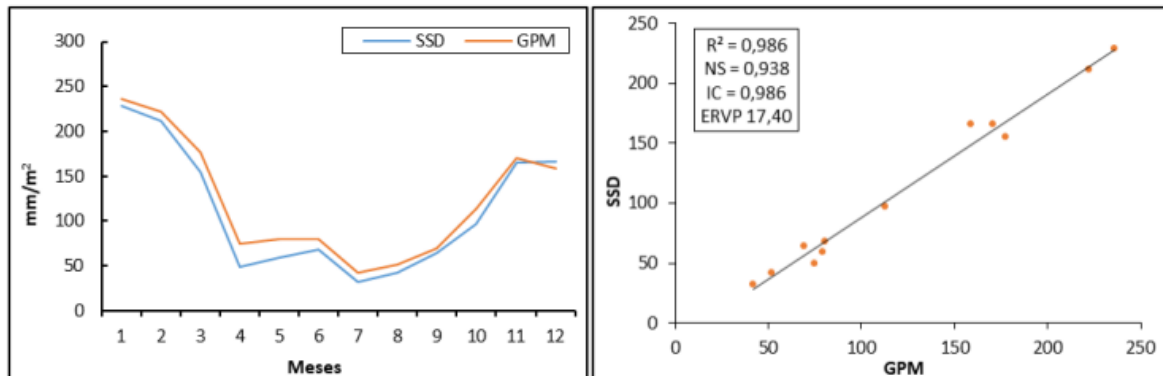 300
250
200
150
100
50
0
mm/m²
SSD GPM
1 2 3 4 5 6 7 8 9 10 11 12
Meses
250
200
150
100
50
0
SSD
R² = 0,986
NS = 0,938
IC = 0,986
ERVP 17,40
0 50 100 150 200 250
GPM